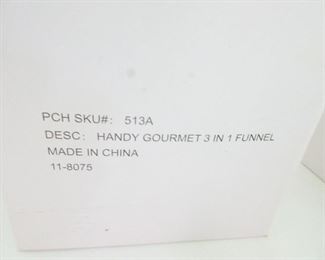 PCH SKU#: 513A
DESC: HANDY GOURMET 3 IN 1 FUNNEL
MADE IN CHINA
11-8075